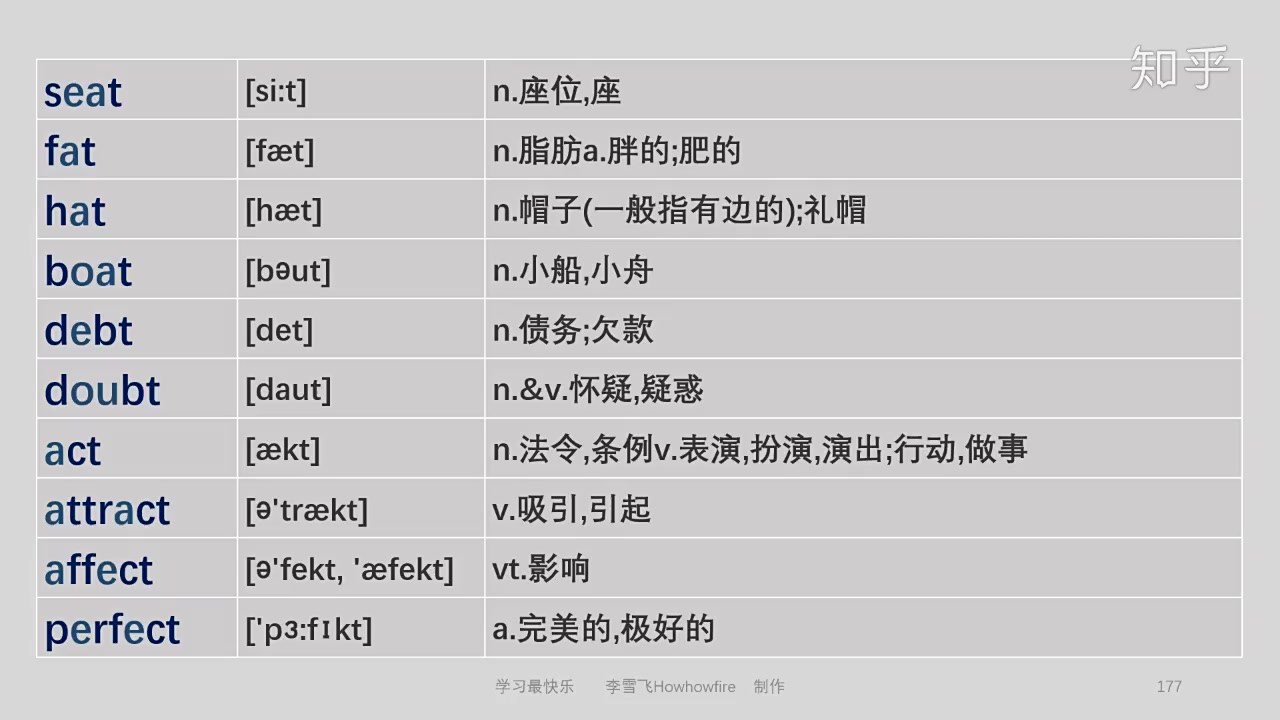 知乎
seat [si:t] n.座位,座
fat [fæt] n.脂肪a.胖的;肥的
hat [hæt] n.帽子(一般指有边的);礼帽
boat [bəut] n.小船,小舟
debt [det] n.债务;欠款
doubt [daut] n.&v.怀疑,疑惑
act [ækt] n.法令,条例v.表演,扮演,演出;行动,做事
attract [ə'trækt] v.吸引,引起
affect [ə'fekt, 'æfekt] vt.影响
perfect ['pɜ:fɪkt] a.完美的,极好的
学习最快乐 李雪飞Howhowfire 制作 177